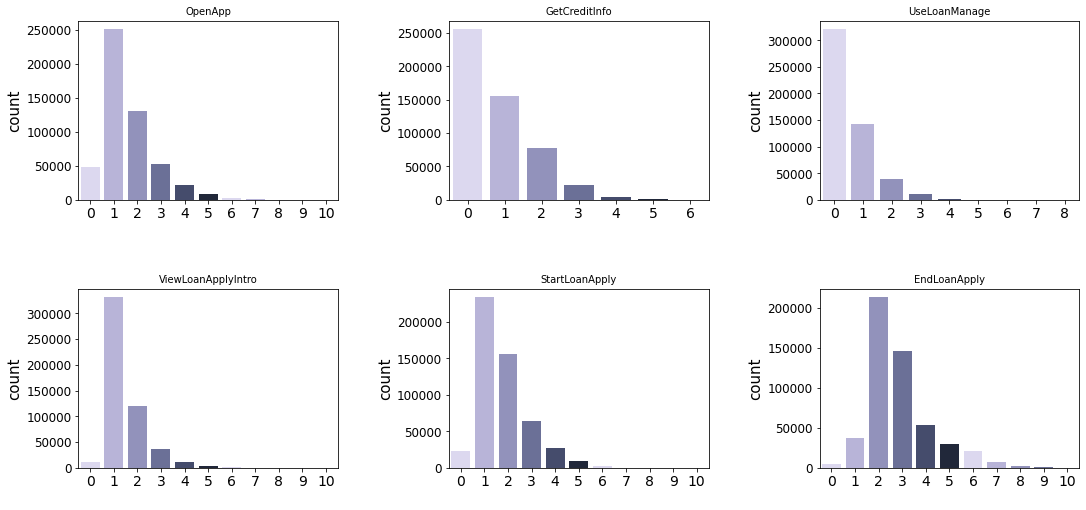 OpenApp
GetCreditInfo
UseLoanManage
250000
200000
150000
100000
50000
0
count
0 1 2 3 4 5 6 7 8 9 10
250000
200000
150000
100000
50000
0
count
0 1 2 3 4 5 6
300000
250000
200000
150000
100000
50000
0
count
0 1 2 3 4 5 6 7 8
ViewLoanApplyIntro
StartLoanApply
EndLoanApply
300000
250000
200000
150000
100000
50000
0
count
0 1 2 3 4 5 6 7 8 9 10
200000
150000
100000
50000
0
count
0 1 2 3 4 5 6 7 8 9 10
200000
150000
100000
50000
0
count
0 1 2 3 4 5 6 7 8 9 10